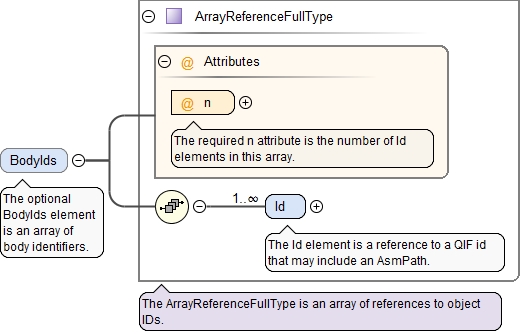 ArrayReferenceFullType
@ Attributes
@ n
The required n attribute is the number of Id
elements in this array.
BodyIds
The optional
BodyIds element
is an array of
body identifiers.
1..∞
Id
The Id element is a reference to a QIF id
that may include an AsmPath.
The ArrayReferenceFullType is an array of references to object
IDs.